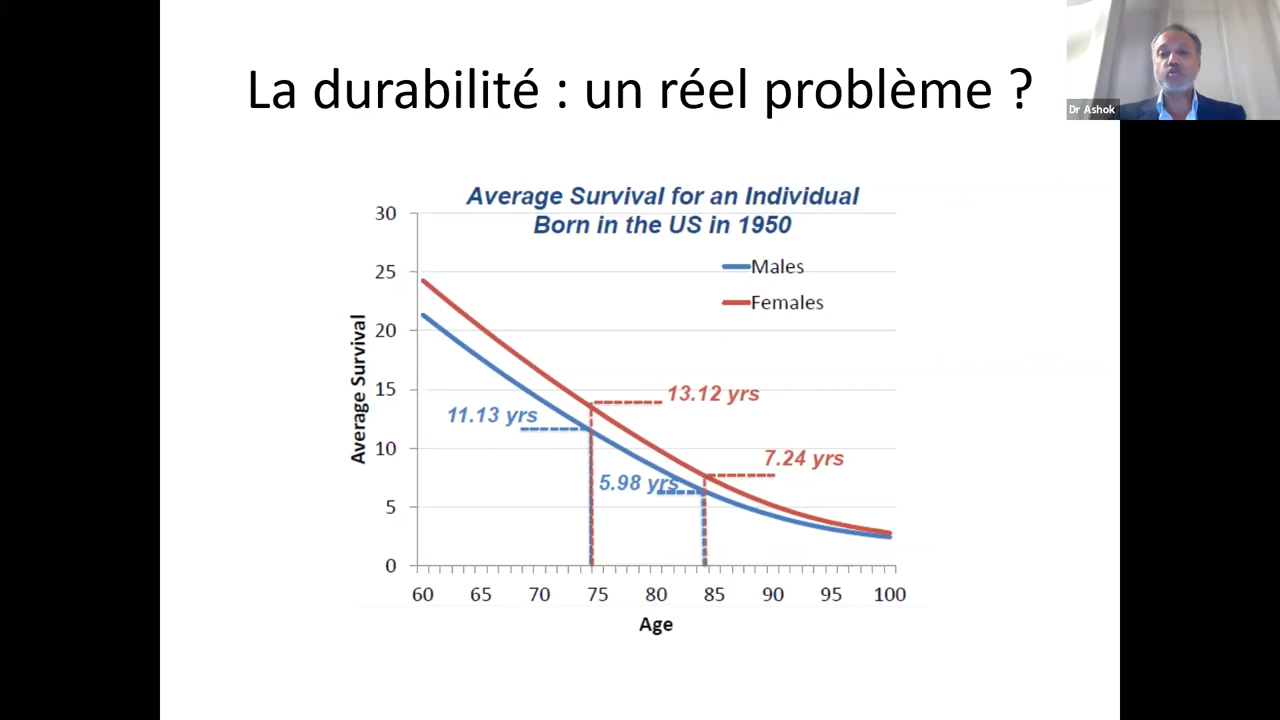 La durabilité : un réel problème ?
Dr Ashok
Average Survival for an Individual
Born in the US in 1950
30
25
20
15
10
5
0
Average Survival
Males
Females
13.12 yrs
11.13 yrs
7.24 yrs
5.98 yrs
60 65 70 75 80 85 90 95 100
Age